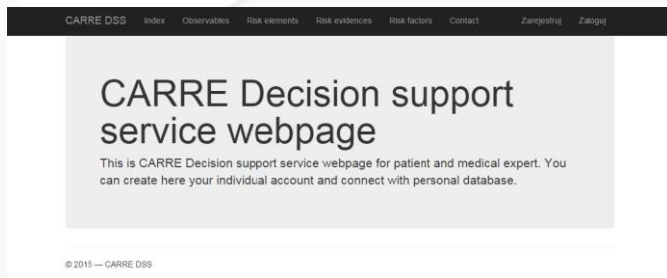 CARRE DSS Index Observables Risk elements Risk evidences Risk factors Contact Zarejestruj Zaloguj
CARRE Decision support
service webpage
This is CARRE Decision support service webpage for patient and medical expert. You
can create here your individual account and connect with personal database.
© 2015 — CARRE DSS